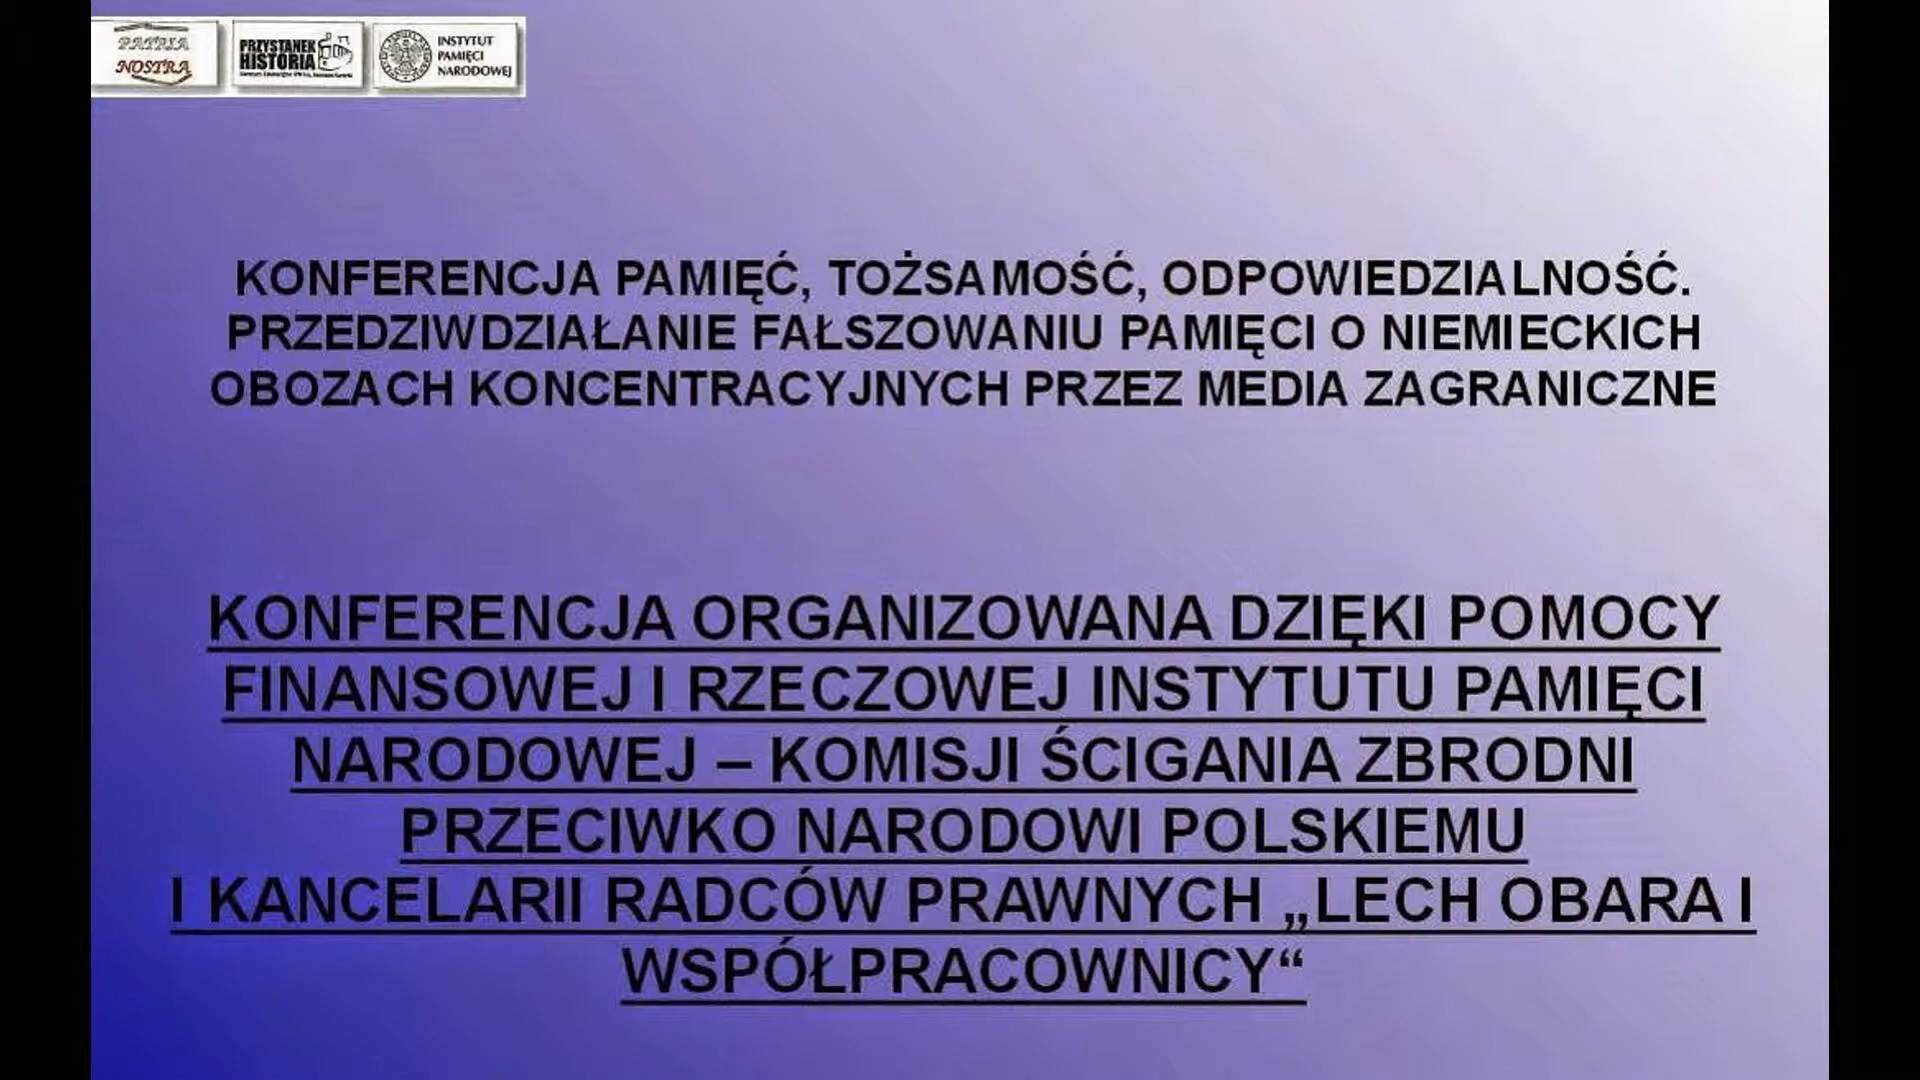 PATRIA
NOSTRA
PRZYSTANEK
HISTORIA
INSTYTUT
PAMIĘCI
NARODOWEJ
KONFERENCJA PAMIĘĆ, TOŻSAMOŚĆ, ODPOWIEDZIALNOŚĆ.
PRZEDZIWDZIAŁANIE FAŁSZOWANIU PAMIĘCI O NIEMIECKICH
OBOZACH KONCENTRACYJNYCH PRZEZ MEDIA ZAGRANICZNE
KONFERENCJA ORGANIZOWANA DZIĘKI POMOCY
FINANSOWEJ I RZECZOWEJ INSTYTUTU PAMIĘCI
NARODOWEJ – KOMISJI ŚCIGANIA ZBRODNI
PRZECIWKO NARODOWI POLSKIEMU
I KANCELARII RADCÓW PRAWNYCH „LECH OBARA I
WSPÓŁPRACOWNICY“